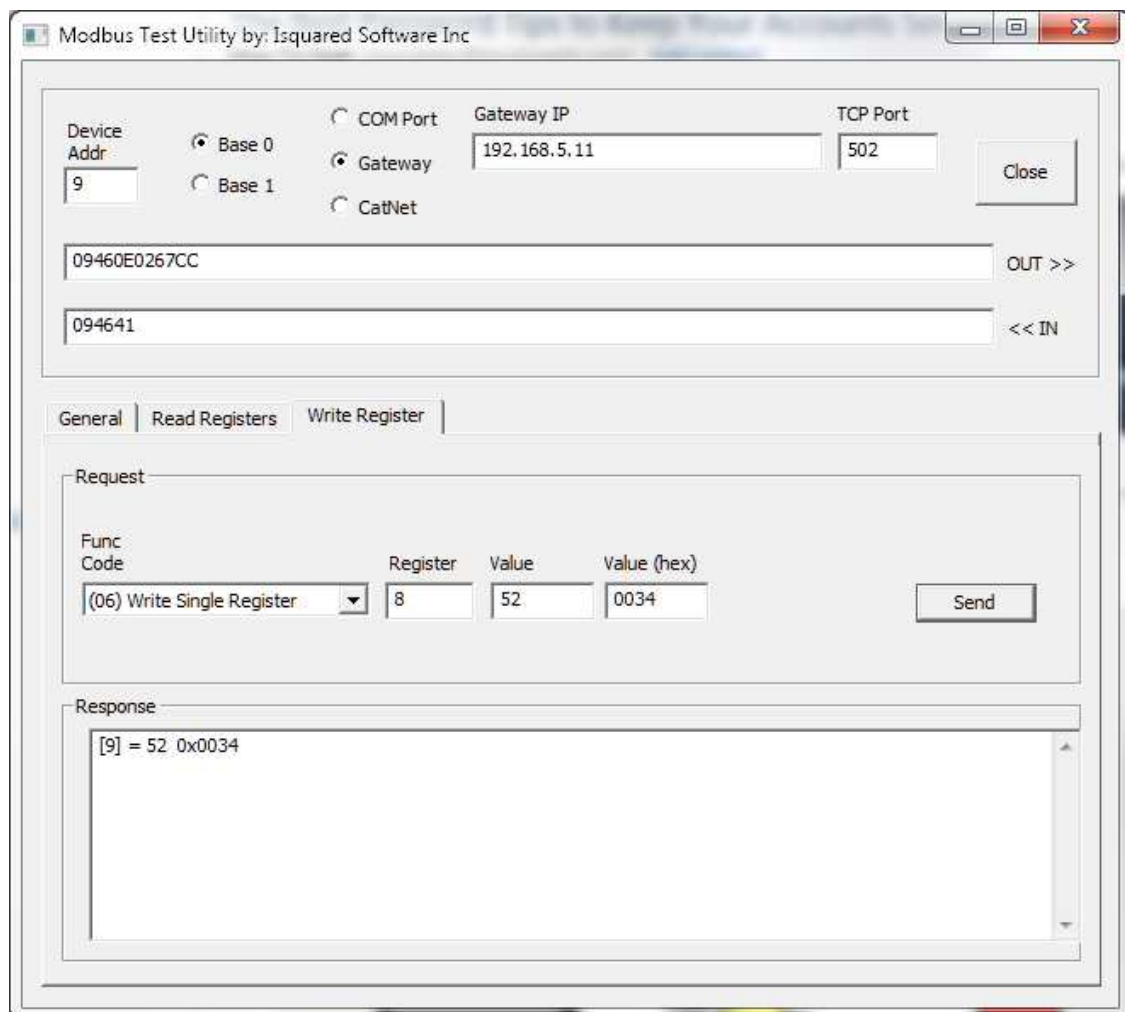 Modbus Test Utility by: Isquared Software Inc
Device
Addr
9
Base 0
Base 1
COM Port
Gateway
CatNet
Gateway IP
192.168.5.11
TCP Port
502
Close
09460E0267CC
OUT >>
094641
<< IN
General
Read Registers
Write Register
Request
Func
Code
Register
Value
Value (hex)
(06) Write Single Register
8
52
0034
Send
Response
[9] = 52 0x0034